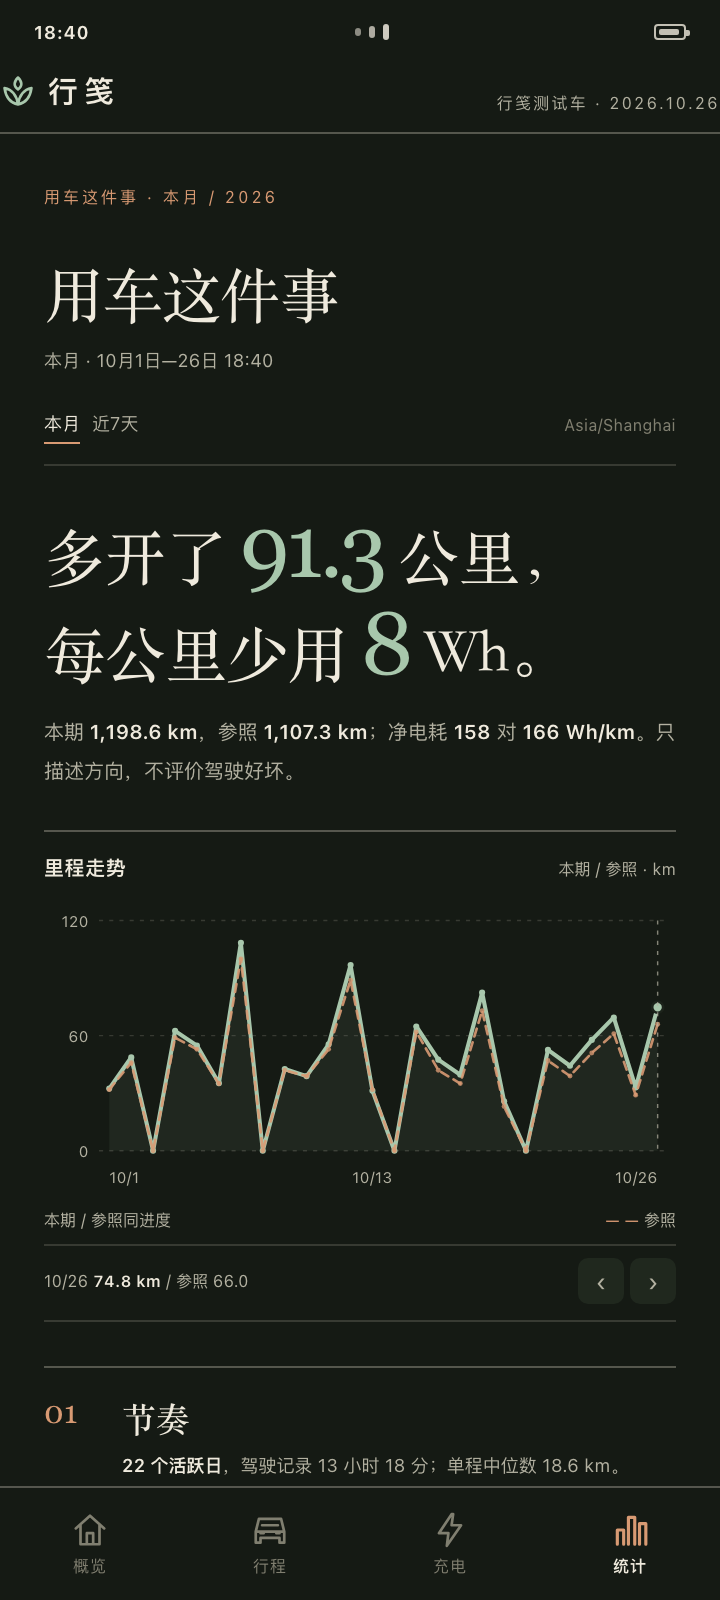 18:40
行笺
行笺测试车 · 2026.10.26
用车这件事 · 本月 / 2026
用车这件事
本月 · 10月1日—26日 18:40
本月 近7天 Asia/Shanghai
多开了 91.3 公里，
每公里少用 8 Wh。
本期 1,198.6 km，参照 1,107.3 km；净电耗 158 对 166 Wh/km。只
描述方向，不评价驾驶好坏。
里程走势 本期 / 参照 · km
120
60
0
10/1 10/13 10/26
本期 / 参照同进度 — — 参照
10/26 74.8 km / 参照 66.0 ‹ ›
01 节奏
22 个活跃日，驾驶记录 13 小时 18 分；单程中位数 18.6 km。
概览 行程 充电 统计